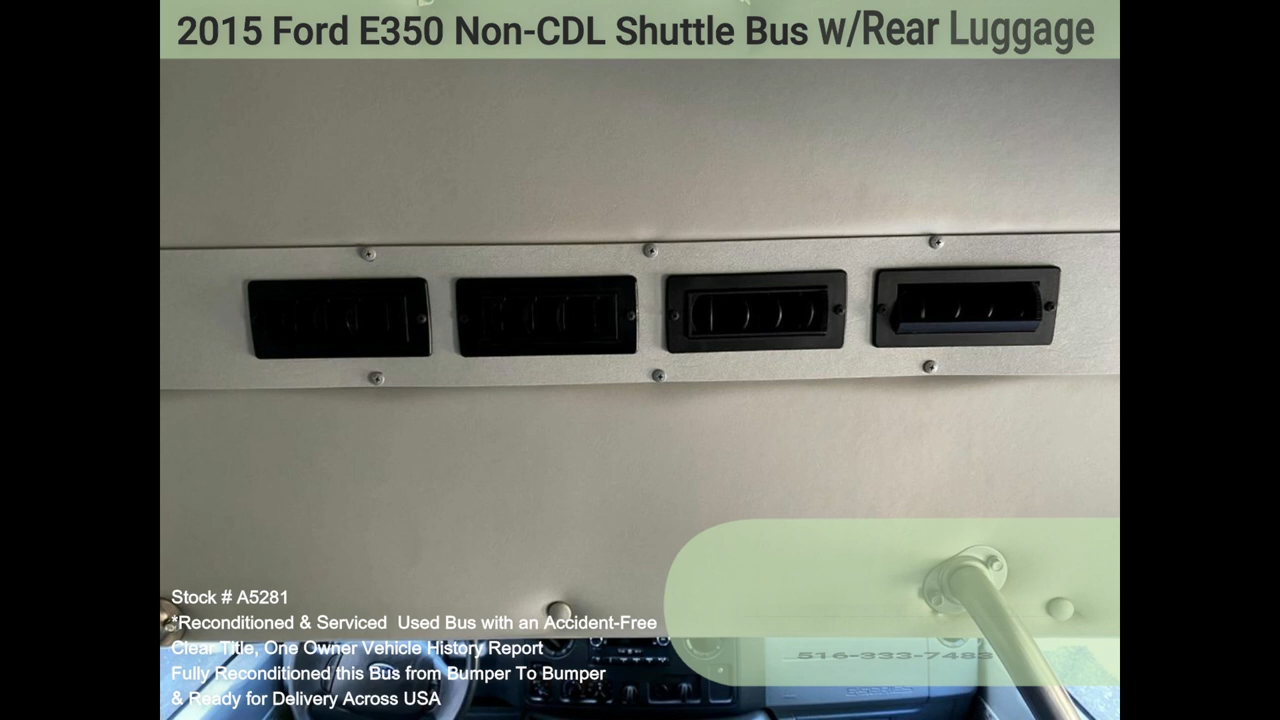 2015 Ford E350 Non-CDL Shuttle Bus w/Rear Luggage
Stock # A5281
*Reconditioned & Serviced  Used Bus with an Accident-Free
Clear Title, One Owner Vehicle History Report
Fully Reconditioned this Bus from Bumper To Bumper
& Ready for Delivery Across USA
516-333-7483